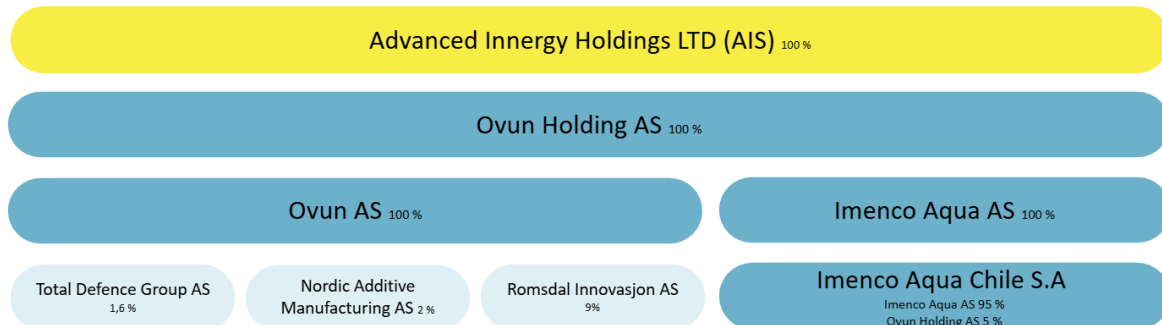 Advanced Innergy Holdings LTD (AIS) 100 %
Ovun Holding AS 100 %
Ovun AS 100 %
Imenco Aqua AS 100 %
Total Defence Group AS
1,6 %
Nordic Additive
Manufacturing AS 2 %
Romsdal Innovasjon AS
9%
Imenco Aqua Chile S.A
Imenco Aqua AS 95 %
Ovun Holding AS 5 %